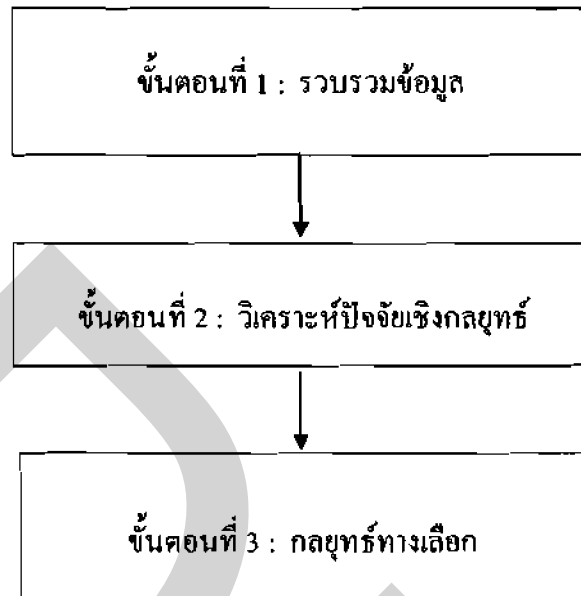 ขั้นตอนที่ 1 : รวบรวมข้อมูล
ขั้นตอนที่ 2 : วิเคราะห์ปัจจัยเชิงกลยุทธ์
ขั้นตอนที่ 3 : กลยุทธ์ทางเลือก